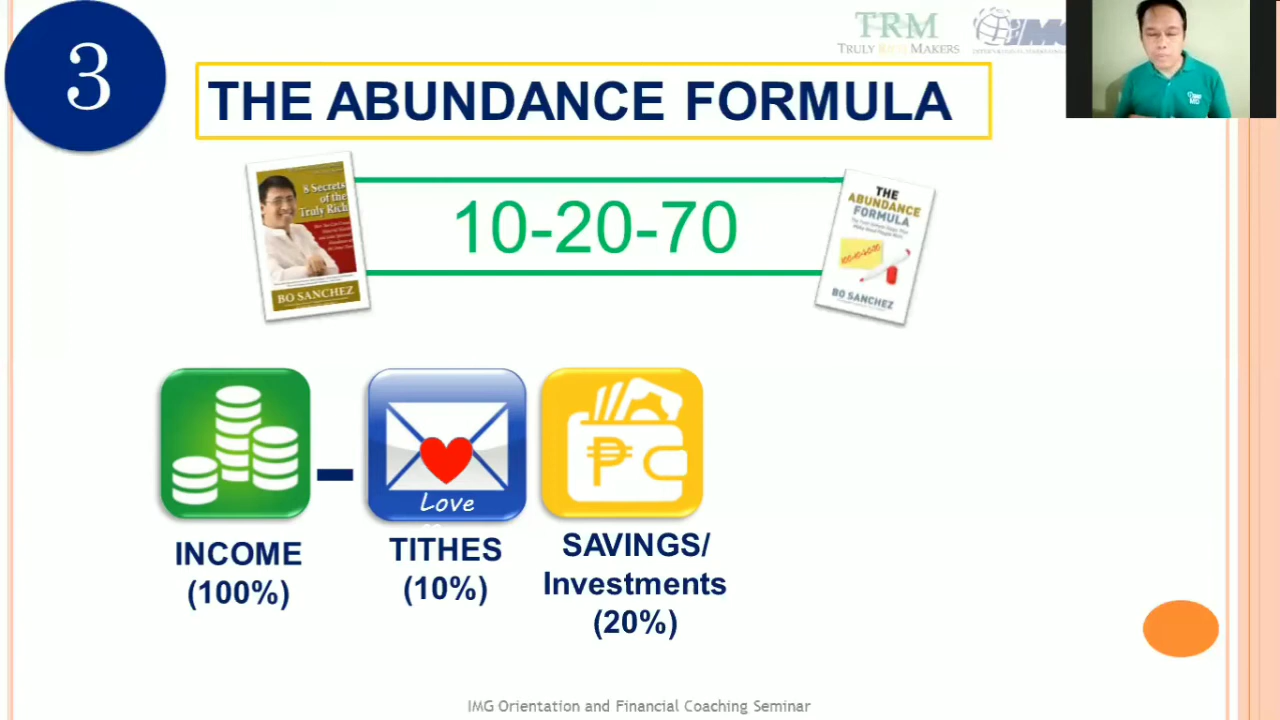 3
TRM
TRULY RICH MAKERS
IMG
THE ABUNDANCE FORMULA
8 Secrets
of the
Truly Rich
BO SANCHEZ
10-20-70
THE
ABUNDANCE
FORMULA
BO SANCHEZ
₱
Love
INCOME
(100%)
TITHES
(10%)
SAVINGS/
Investments
(20%)
IMG Orientation and Financial Coaching Seminar